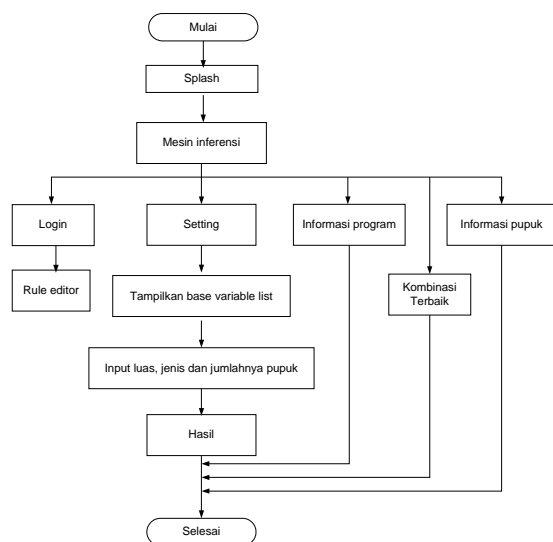 Mulai
Splash
Mesin inferensi
Login
Setting
Informasi program
Informasi pupuk
Rule editor
Tampilkan base variable list
Kombinasi
Terbaik
Input luas, jenis dan jumlahnya pupuk
Hasil
Selesai